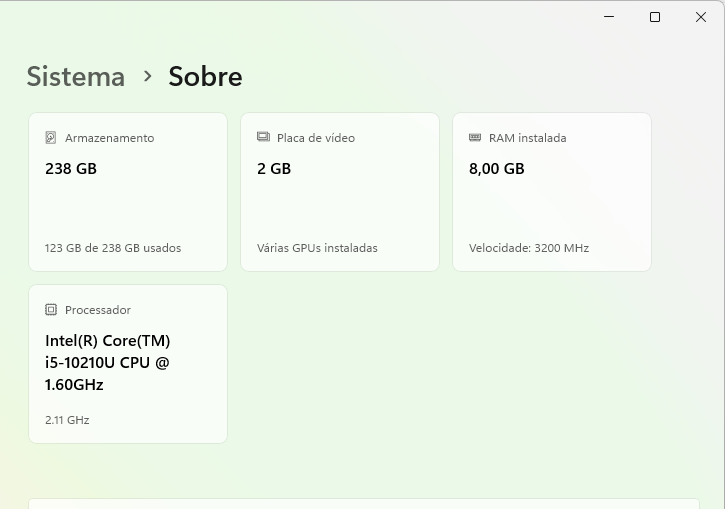 Sistema > Sobre
Armazenamento
238 GB
123 GB de 238 GB usados
Placa de vídeo
2 GB
Várias GPUs instaladas
RAM instalada
8,00 GB
Velocidade: 3200 MHz
Processador
Intel(R) Core(TM)
i5-10210U CPU @
1.60GHz
2.11 GHz